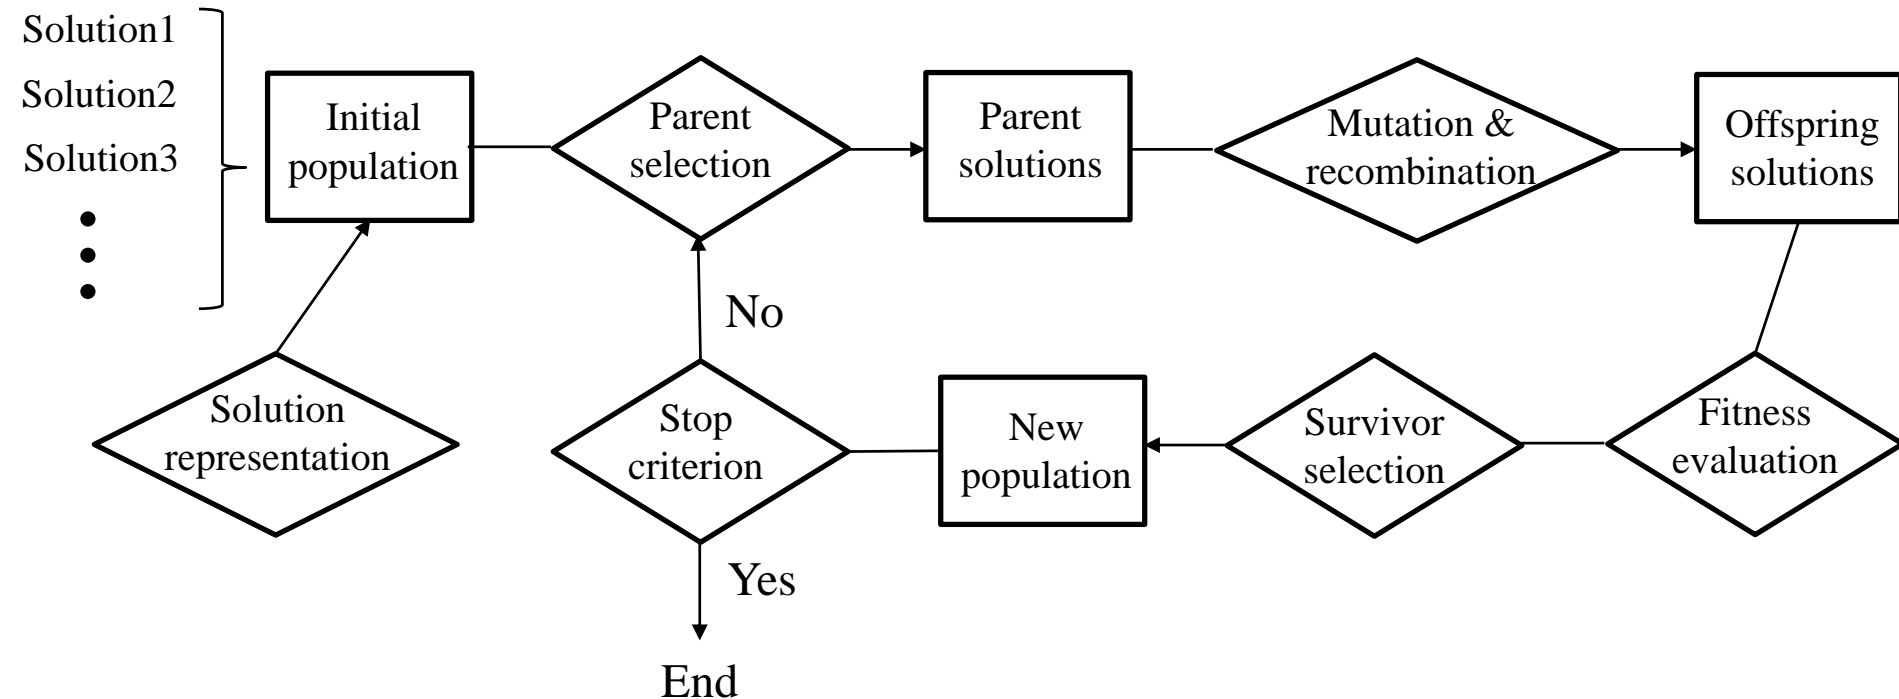 Solution1
Solution2
Solution3
Initial
population
Parent
selection
Parent
solutions
Mutation &
recombination
Offspring
solutions
No
Solution
representation
Stop
criterion
New
population
Survivor
selection
Fitness
evaluation
Yes
End